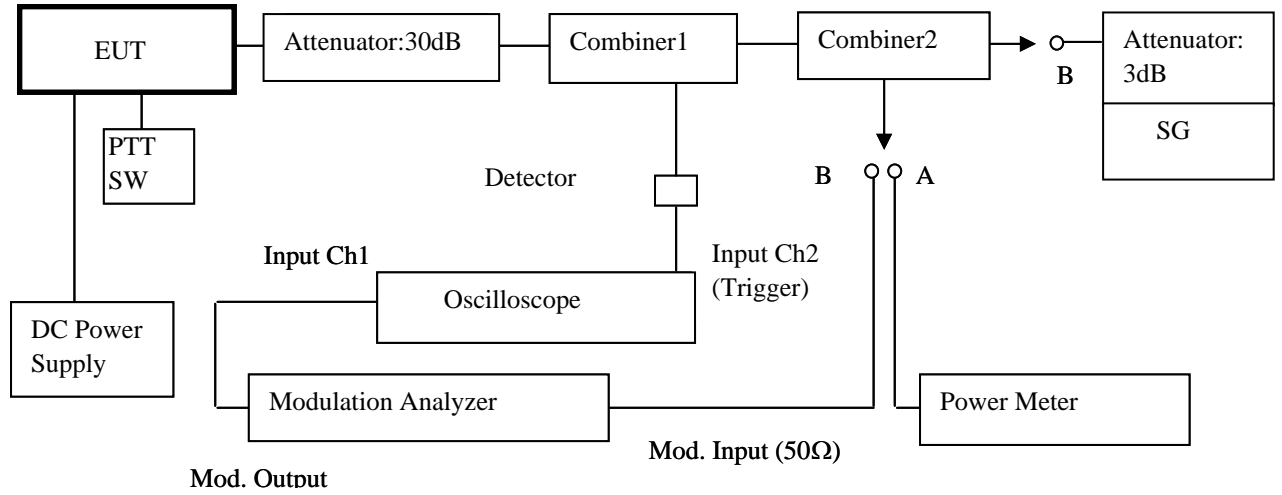 EUT
Attenuator:30dB
Combiner1
Combiner2
Attenuator:
3dB
B
SG
PTT
SW
Detector
B
A
Input Ch1
Input Ch2
(Trigger)
Oscilloscope
DC Power
Supply
Modulation Analyzer
Power Meter
Mod. Input (50Ω)
Mod. Output